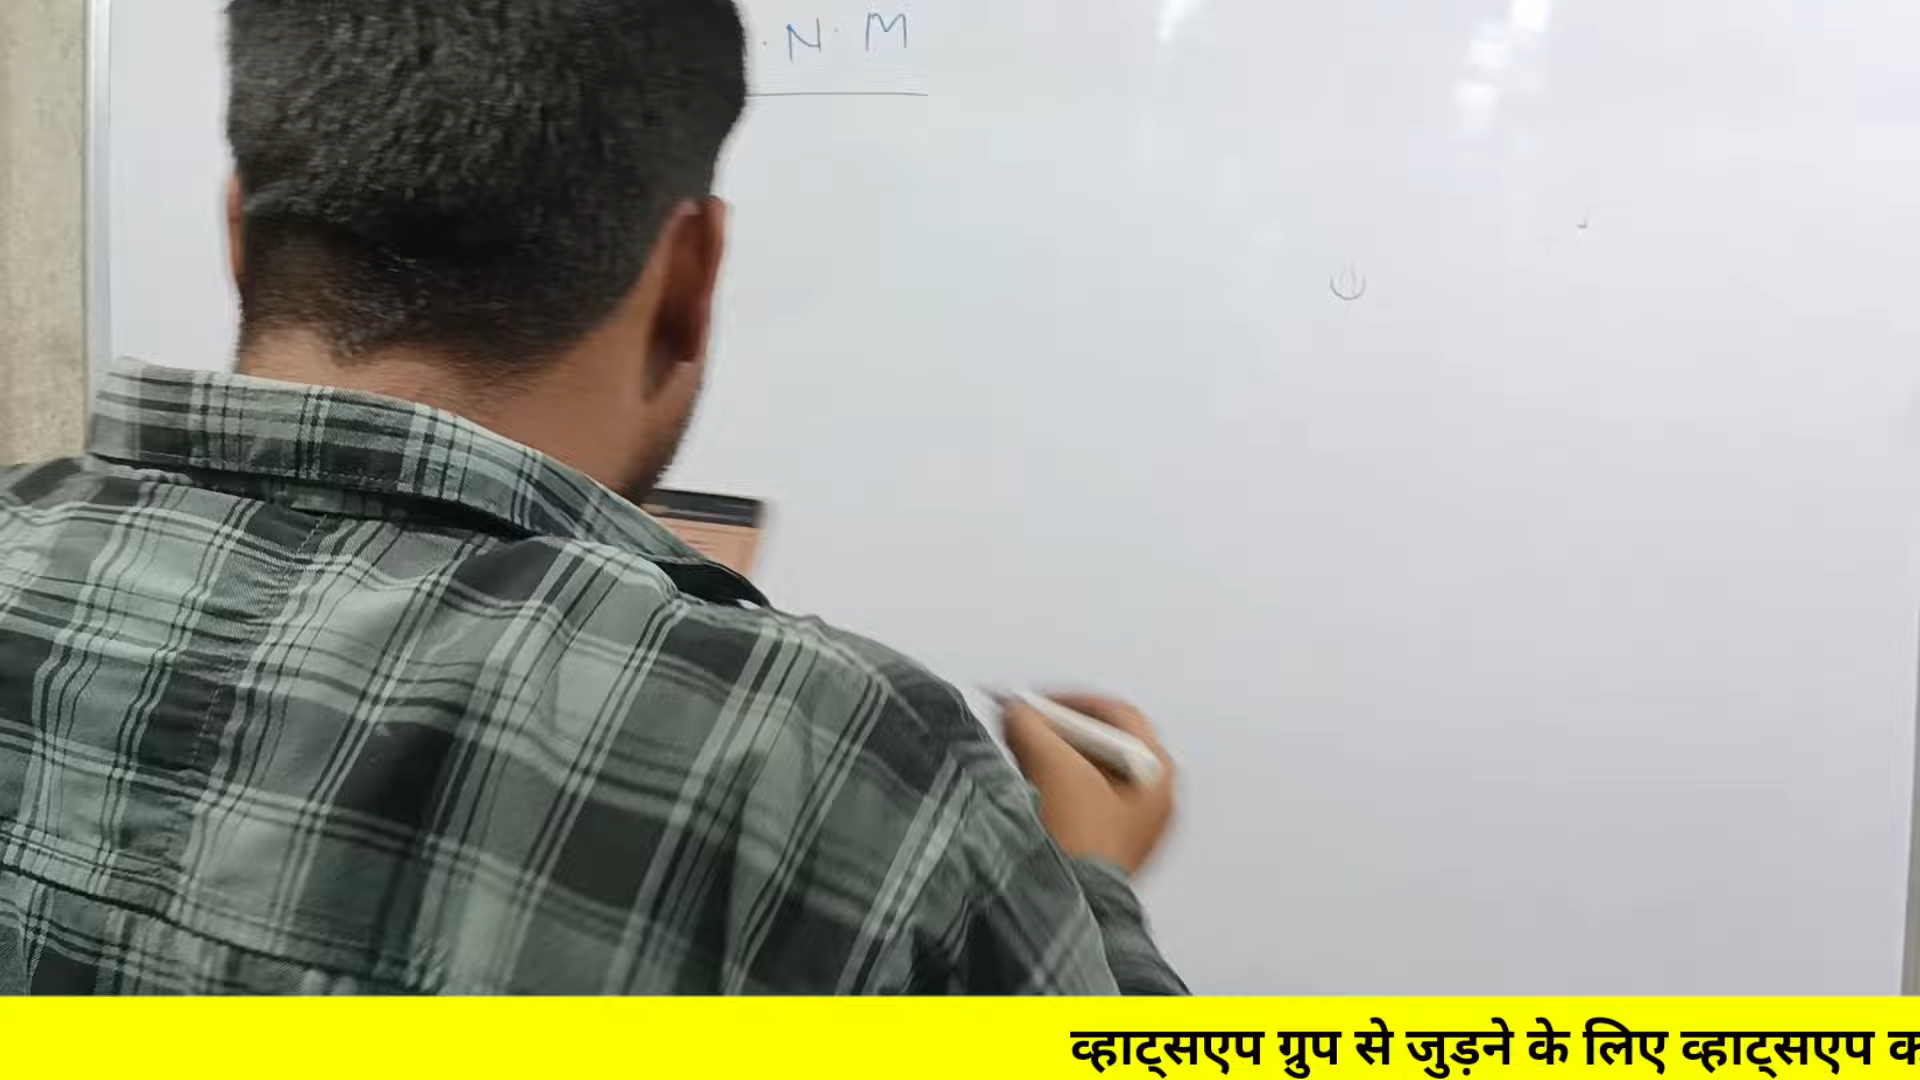 · N · M
व्हाट्सएप ग्रुप से जुड़ने के लिए व्हाट्सएप